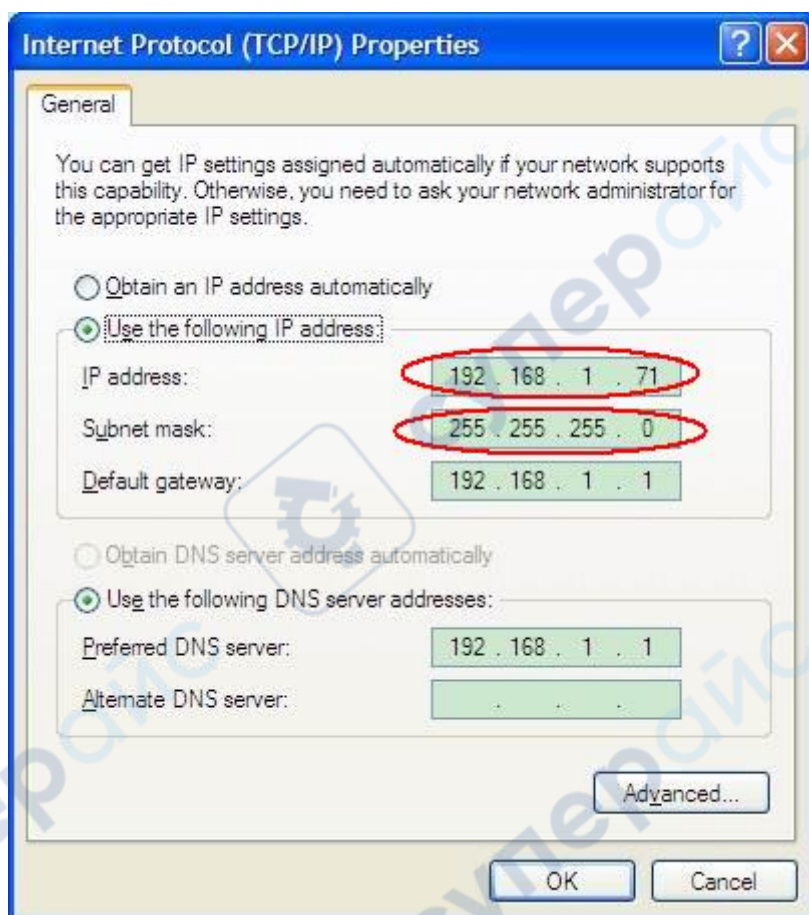 Internet Protocol (TCP/IP) Properties
General
You can get IP settings assigned automatically if your network supports
this capability. Otherwise, you need to ask your network administrator for
the appropriate IP settings.
Obtain an IP address automatically
Use the following IP address:
IP address: 192 . 168 . 1 . 71
Subnet mask: 255 . 255 . 255 . 0
Default gateway: 192 . 168 . 1 . 1
Obtain DNS server address automatically
Use the following DNS server addresses:
Preferred DNS server: 192 . 168 . 1 . 1
Alternate DNS server: . . .
Advanced...
OK Cancel
суперайс